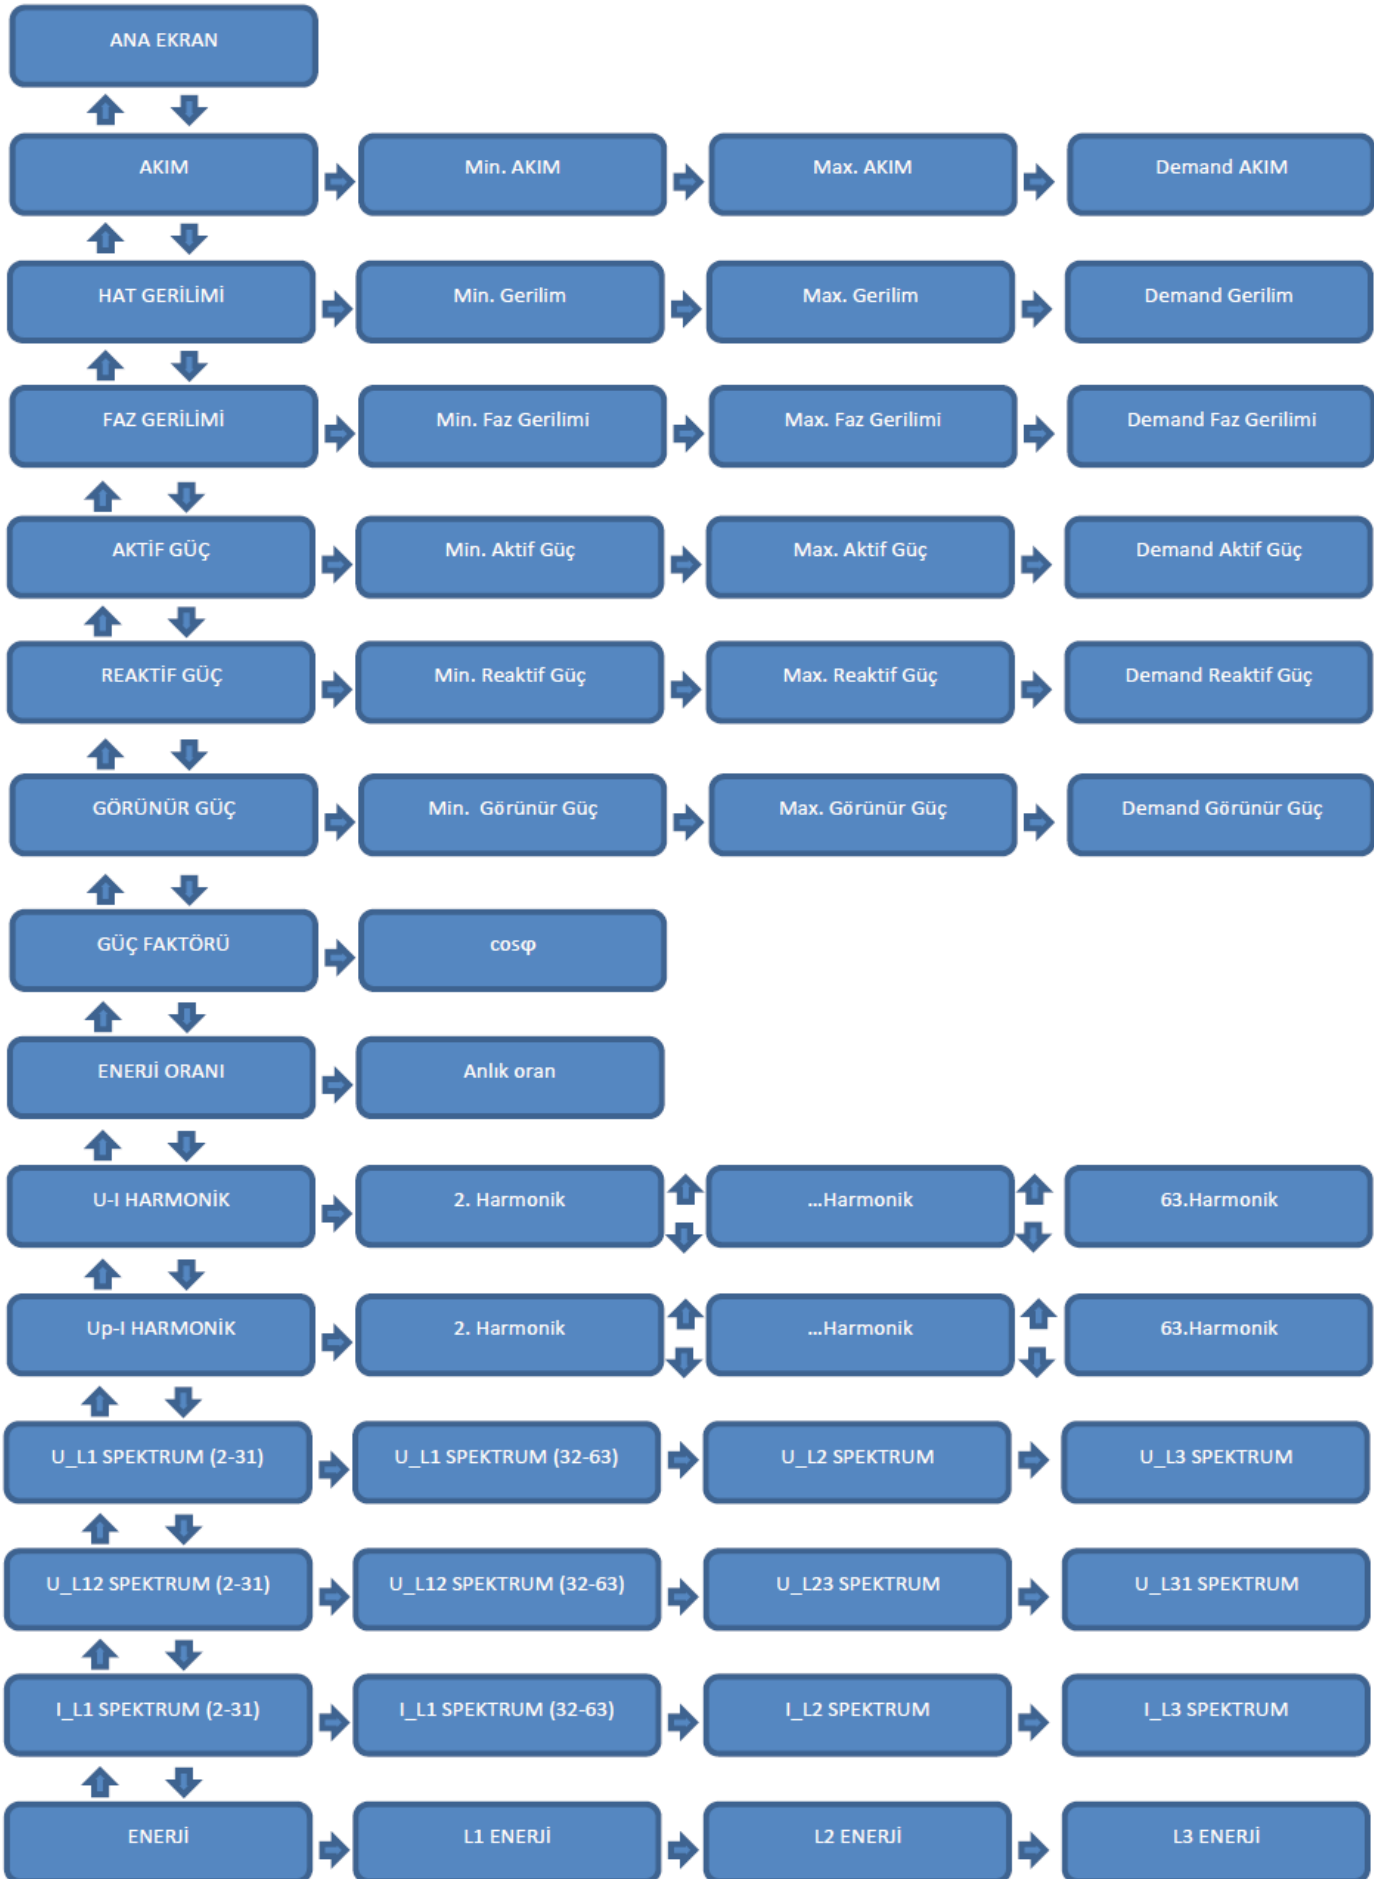 ANA EKRAN
AKIM
Min. AKIM
Max. AKIM
Demand AKIM
HAT GERİLİMİ
Min. Gerilim
Max. Gerilim
Demand Gerilim
FAZ GERİLİMİ
Min. Faz Gerilimi
Max. Faz Gerilimi
Demand Faz Gerilimi
AKTİF GÜÇ
Min. Aktif Güç
Max. Aktif Güç
Demand Aktif Güç
REAKTİF GÜÇ
Min. Reaktif Güç
Max. Reaktif Güç
Demand Reaktif Güç
GÖRÜNÜR GÜÇ
Min. Görünür Güç
Max. Görünür Güç
Demand Görünür Güç
GÜÇ FAKTÖRÜ
cosφ
ENERJİ ORANI
Anlık oran
U-I HARMONİK
2. Harmonik
...Harmonik
63.Harmonik
Up-I HARMONİK
2. Harmonik
...Harmonik
63.Harmonik
U_L1 SPEKTRUM (2-31)
U_L1 SPEKTRUM (32-63)
U_L2 SPEKTRUM
U_L3 SPEKTRUM
U_L12 SPEKTRUM (2-31)
U_L12 SPEKTRUM (32-63)
U_L23 SPEKTRUM
U_L31 SPEKTRUM
I_L1 SPEKTRUM (2-31)
I_L1 SPEKTRUM (32-63)
I_L2 SPEKTRUM
I_L3 SPEKTRUM
ENERJİ
L1 ENERJİ
L2 ENERJİ
L3 ENERJİ